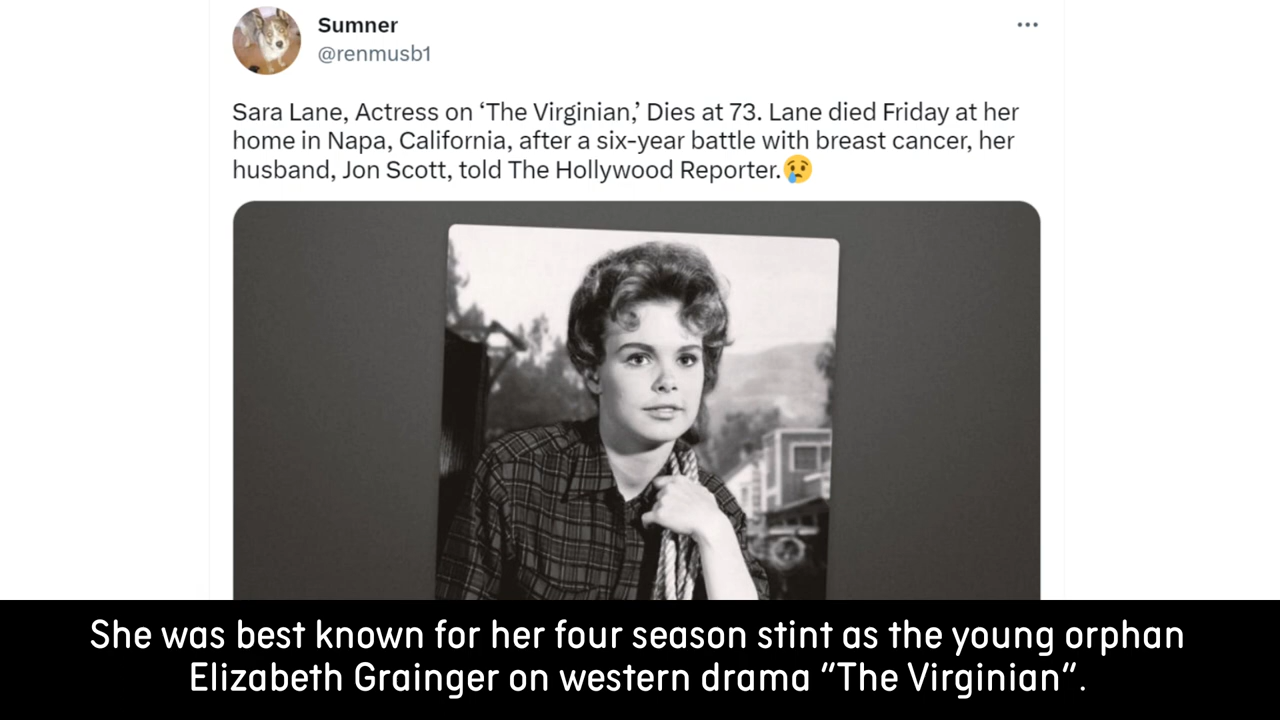 Sumner
@renmusb1
Sara Lane, Actress on ‘The Virginian,’ Dies at 73. Lane died Friday at her
home in Napa, California, after a six-year battle with breast cancer, her
husband, Jon Scott, told The Hollywood Reporter.😢
She was best known for her four season stint as the young orphan
Elizabeth Grainger on western drama "The Virginian".